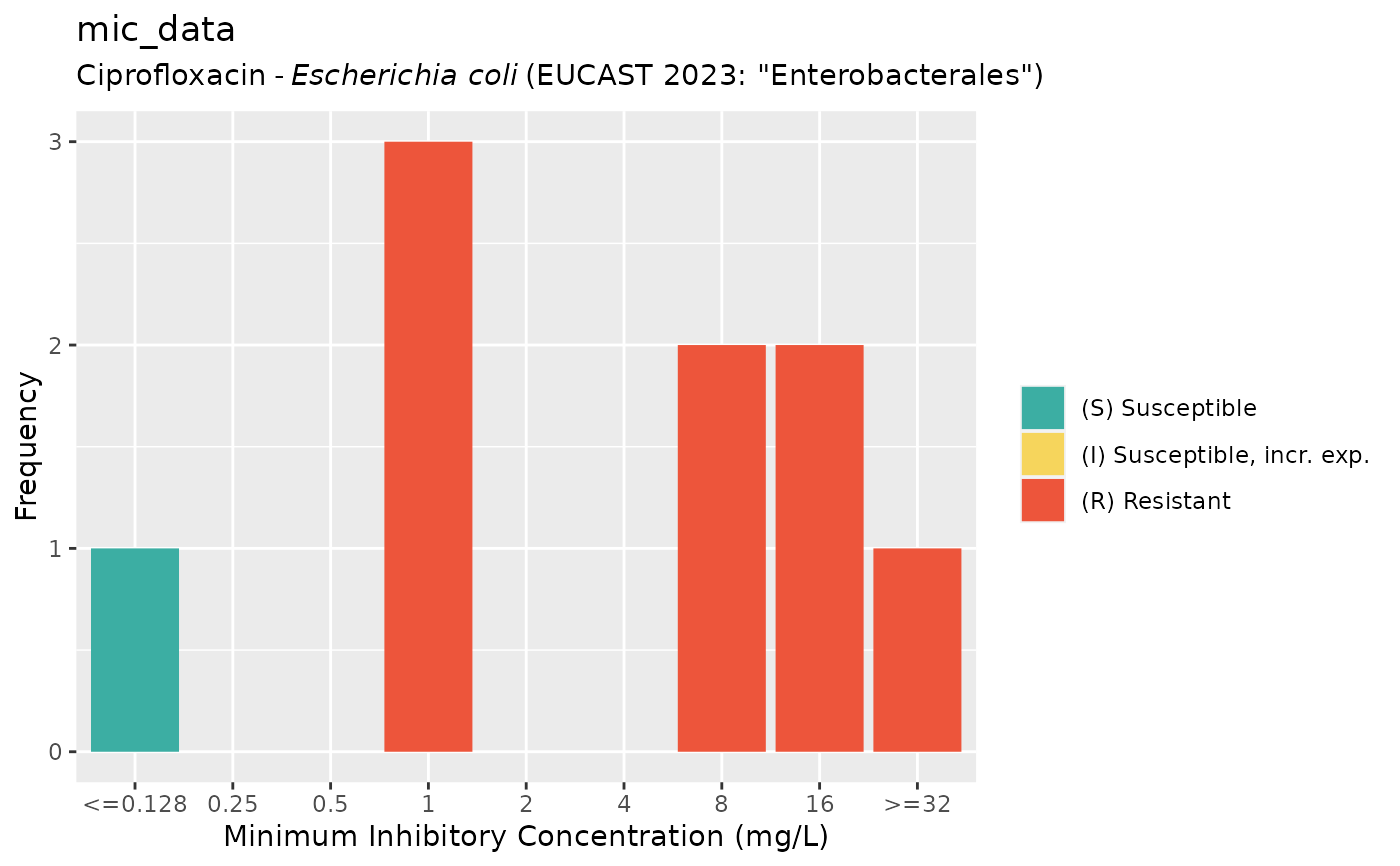 mic_data
Ciprofloxacin - Escherichia coli (EUCAST 2023: "Enterobacterales")
Frequency
3
2
1
0
<=0.128 0.25 0.5 1 2 4 8 16 >=32
Minimum Inhibitory Concentration (mg/L)
(S) Susceptible
(I) Susceptible, incr. exp.
(R) Resistant